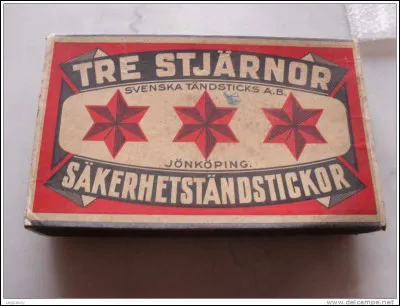 TRE STJÄRNOR
SVENSKA TÄNDSTICKS A.B.
JÖNKÖPING.
SÄKERHETSTÄNDSTICKOR